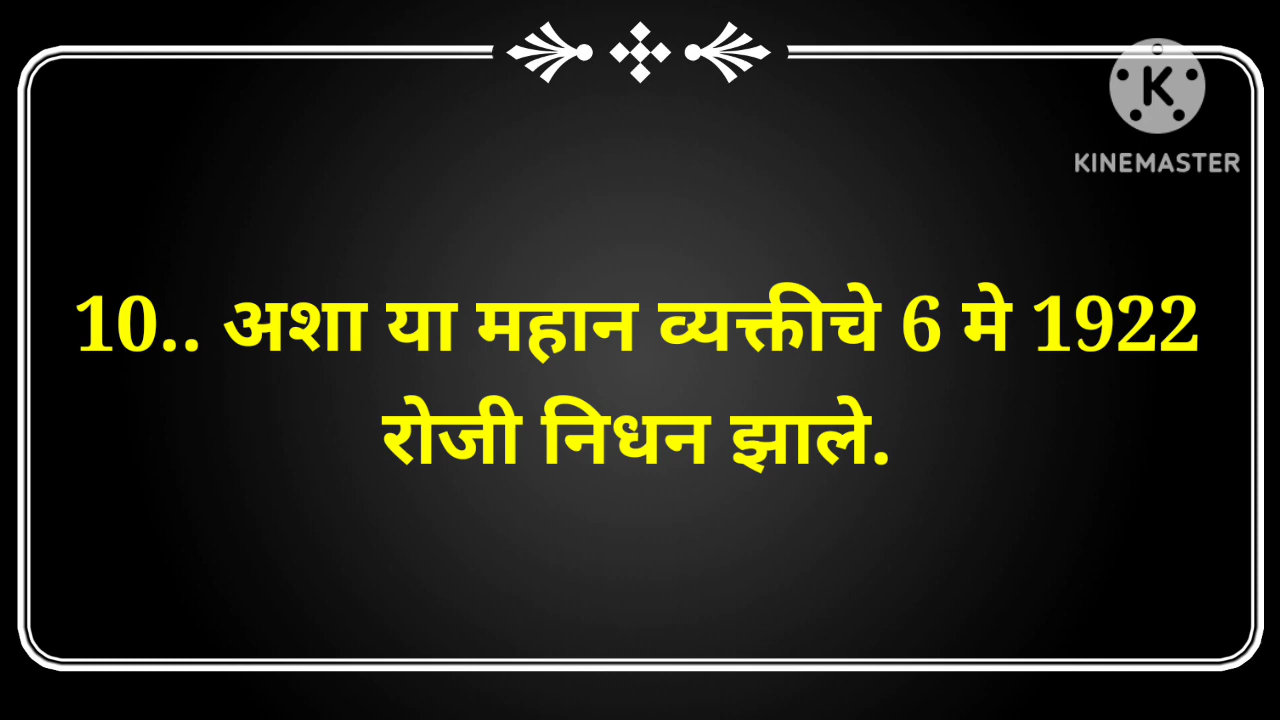 KINEMASTER
10.. अशा या महान व्यक्तीचे 6 मे 1922
रोजी निधन झाले.